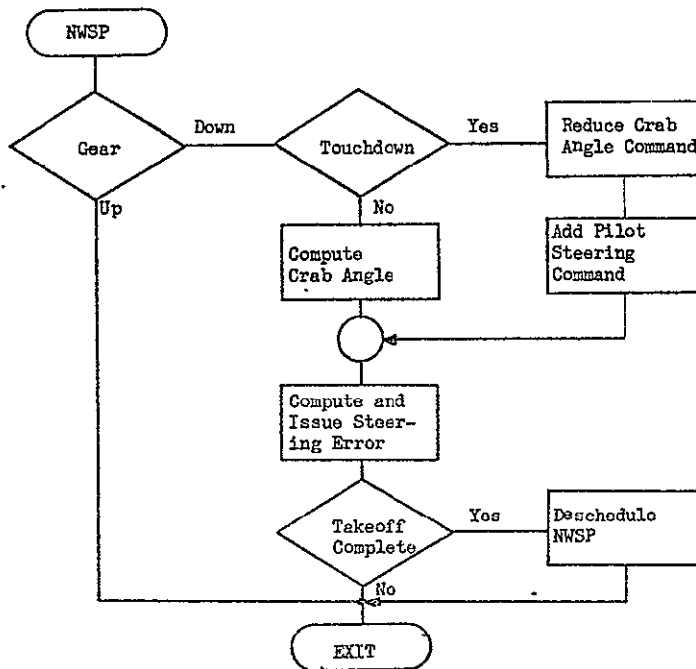 NWSP
Gear
Down
Touchdown
Yes
Reduce Crab
Angle Command
Up
No
Compute
Crab Angle
Add Pilot
Steering
Command
Compute and
Issue Steer-
ing Error
Takeoff
Complete
Yes
Deschedule
NWSP
No
EXIT